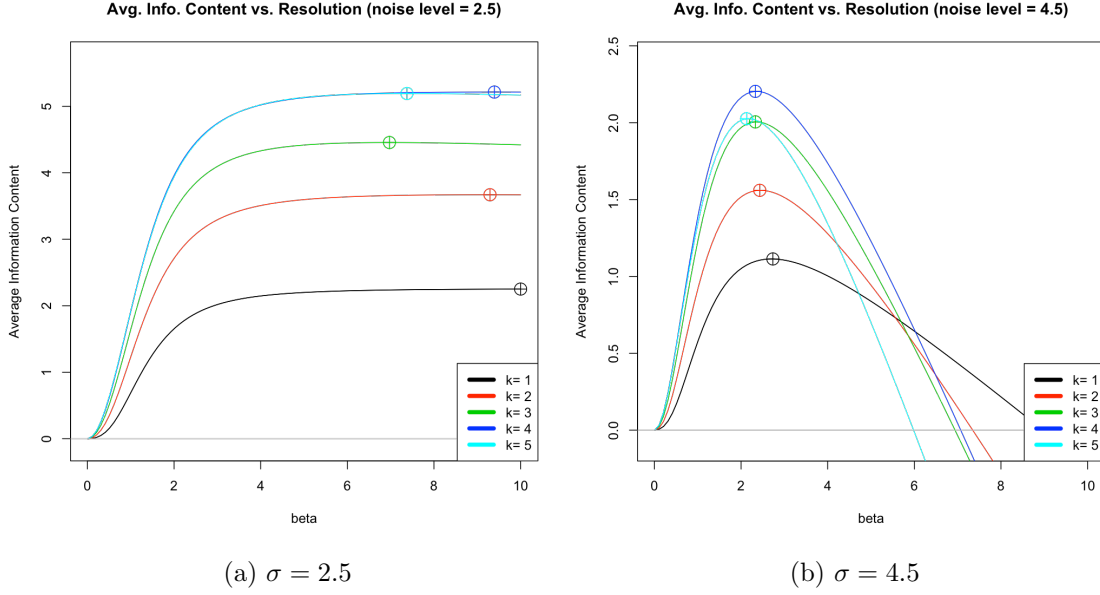 Avg. Info. Content vs. Resolution (noise level = 2.5)
Average Information Content
5
4
3
2
1
0
k= 1
k= 2
k= 3
k= 4
k= 5
0 2 4 6 8 10
beta
(a) σ = 2.5
Avg. Info. Content vs. Resolution (noise level = 4.5)
Average Information Content
2.5
2.0
1.5
1.0
0.5
0.0
k= 1
k= 2
k= 3
k= 4
k= 5
0 2 4 6 8 10
beta
(b) σ = 4.5